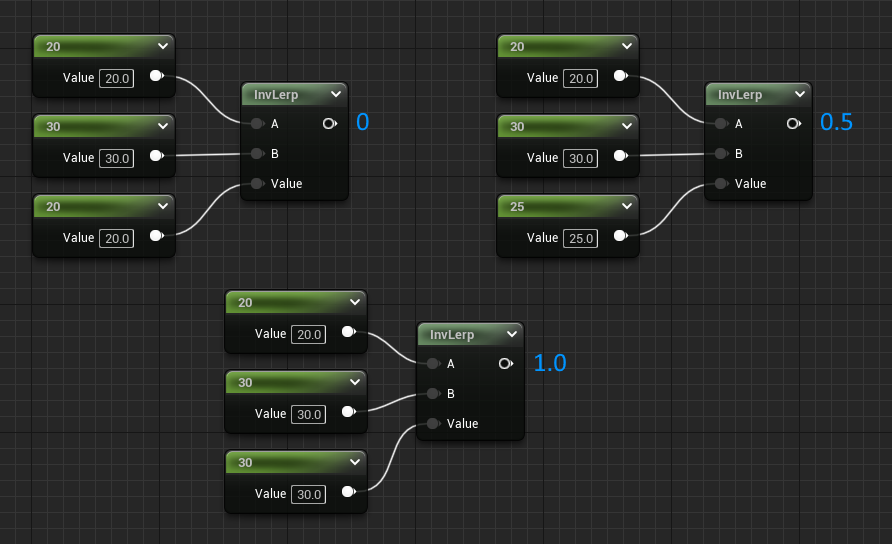 20
Value 20.0
30
Value 30.0
20
Value 20.0
InvLerp
A
B
Value
0
20
Value 20.0
30
Value 30.0
25
Value 25.0
InvLerp
A
B
Value
0.5
20
Value 20.0
30
Value 30.0
30
Value 30.0
InvLerp
A
B
Value
1.0